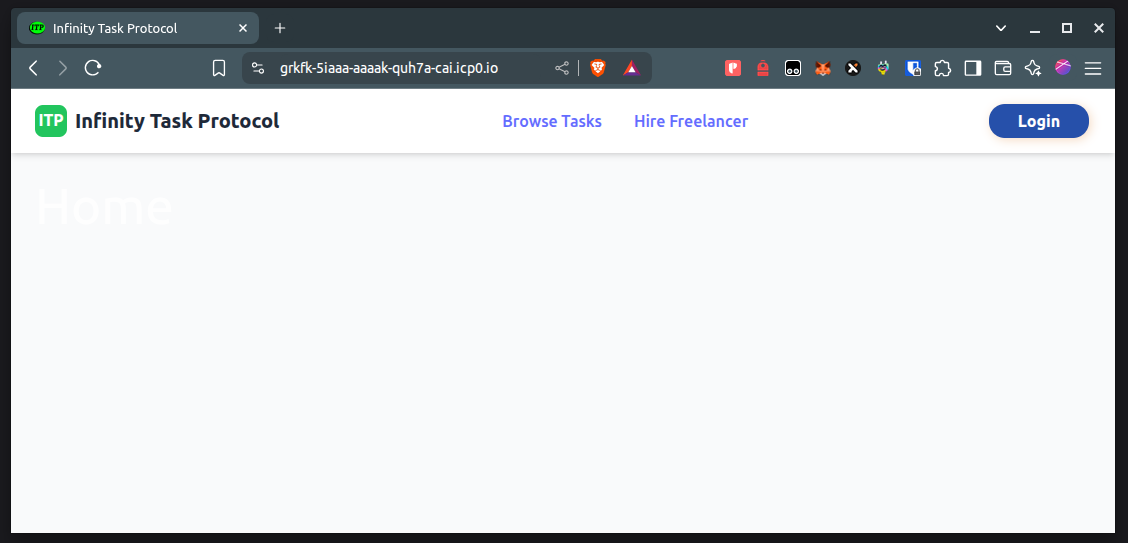 ITP Infinity Task Protocol
grkfk-5iaaa-aaaak-quh7a-cai.icp0.io
ITP Infinity Task Protocol Browse Tasks Hire Freelancer Login
Home